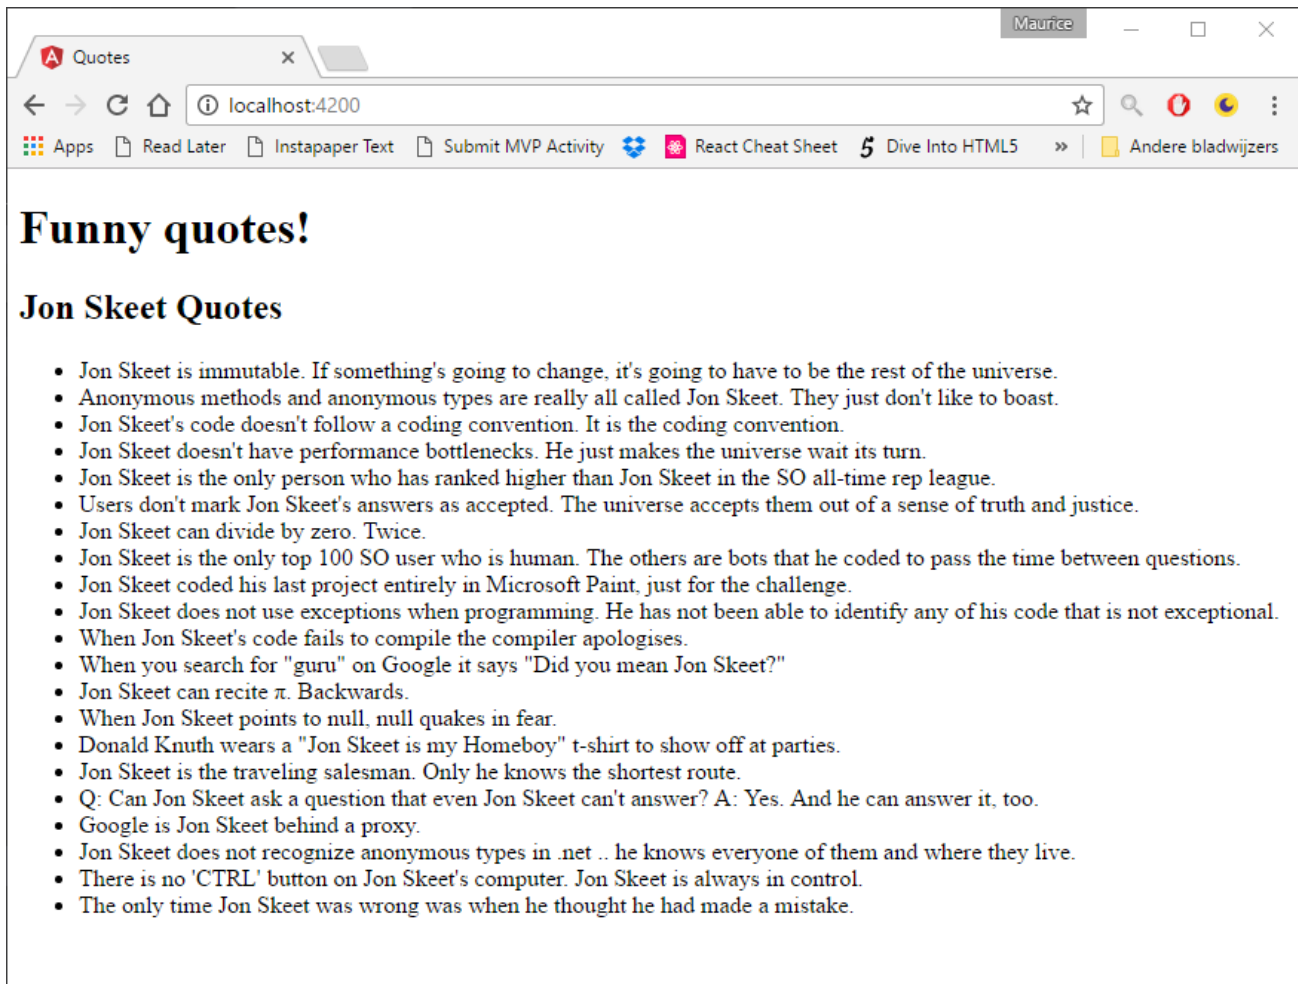 Maurice
Quotes
localhost:4200
Apps Read Later Instapaper Text Submit MVP Activity React Cheat Sheet 5 Dive Into HTML5 » Andere bladwijzers
Funny quotes!
Jon Skeet Quotes
• Jon Skeet is immutable. If something's going to change, it's going to have to be the rest of the universe.
• Anonymous methods and anonymous types are really all called Jon Skeet. They just don't like to boast.
• Jon Skeet's code doesn't follow a coding convention. It is the coding convention.
• Jon Skeet doesn't have performance bottlenecks. He just makes the universe wait its turn.
• Jon Skeet is the only person who has ranked higher than Jon Skeet in the SO all-time rep league.
• Users don't mark Jon Skeet's answers as accepted. The universe accepts them out of a sense of truth and justice.
• Jon Skeet can divide by zero. Twice.
• Jon Skeet is the only top 100 SO user who is human. The others are bots that he coded to pass the time between questions.
• Jon Skeet coded his last project entirely in Microsoft Paint, just for the challenge.
• Jon Skeet does not use exceptions when programming. He has not been able to identify any of his code that is not exceptional.
• When Jon Skeet's code fails to compile the compiler apologises.
• When you search for "guru" on Google it says "Did you mean Jon Skeet?"
• Jon Skeet can recite π. Backwards.
• When Jon Skeet points to null, null quakes in fear.
• Donald Knuth wears a "Jon Skeet is my Homeboy" t-shirt to show off at parties.
• Jon Skeet is the traveling salesman. Only he knows the shortest route.
• Q: Can Jon Skeet ask a question that even Jon Skeet can't answer? A: Yes. And he can answer it, too.
• Google is Jon Skeet behind a proxy.
• Jon Skeet does not recognize anonymous types in .net .. he knows everyone of them and where they live.
• There is no 'CTRL' button on Jon Skeet's computer. Jon Skeet is always in control.
• The only time Jon Skeet was wrong was when he thought he had made a mistake.